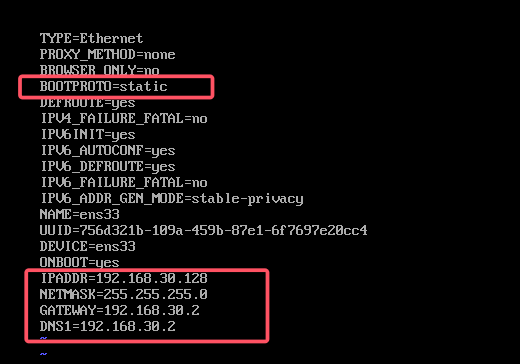 TYPE=Ethernet
PROXY_METHOD=none
BROWSER_ONLY=no
BOOTPROTO=static
DEFROUTE=yes
IPV4_FAILURE_FATAL=no
IPV6INIT=yes
IPV6_AUTOCONF=yes
IPV6_DEFROUTE=yes
IPV6_FAILURE_FATAL=no
IPV6_ADDR_GEN_MODE=stable-privacy
NAME=ens33
UUID=756d321b-109a-459b-87e1-6f7697e20cc4
DEVICE=ens33
ONBOOT=yes
IPADDR=192.168.30.128
NETMASK=255.255.255.0
GATEWAY=192.168.30.2
DNS1=192.168.30.2
~
~